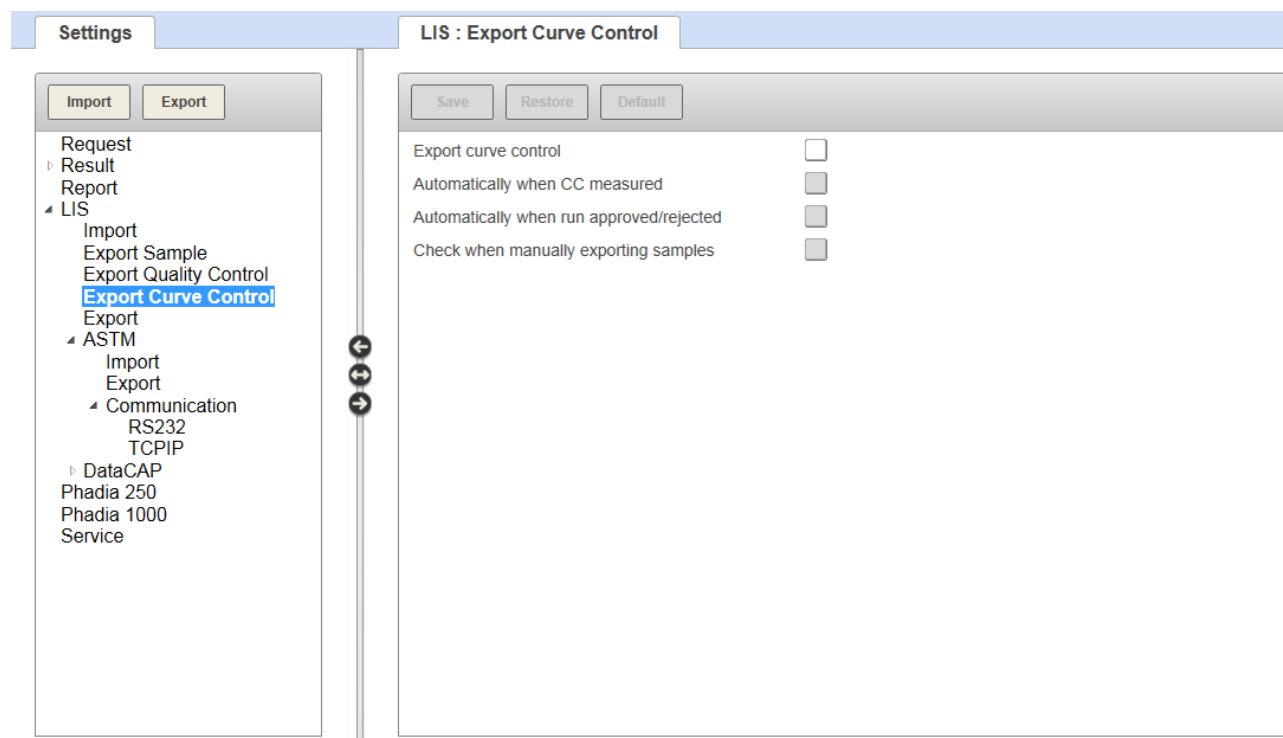 Settings
LIS : Export Curve Control
Import
Export
Save
Restore
Default
Request
Result
Report
LIS
Import
Export Sample
Export Quality Control
Export Curve Control
Export
ASTM
Import
Export
Communication
RS232
TCPIP
DataCAP
Phadia 250
Phadia 1000
Service
Export curve control
Automatically when CC measured
Automatically when run approved/rejected
Check when manually exporting samples